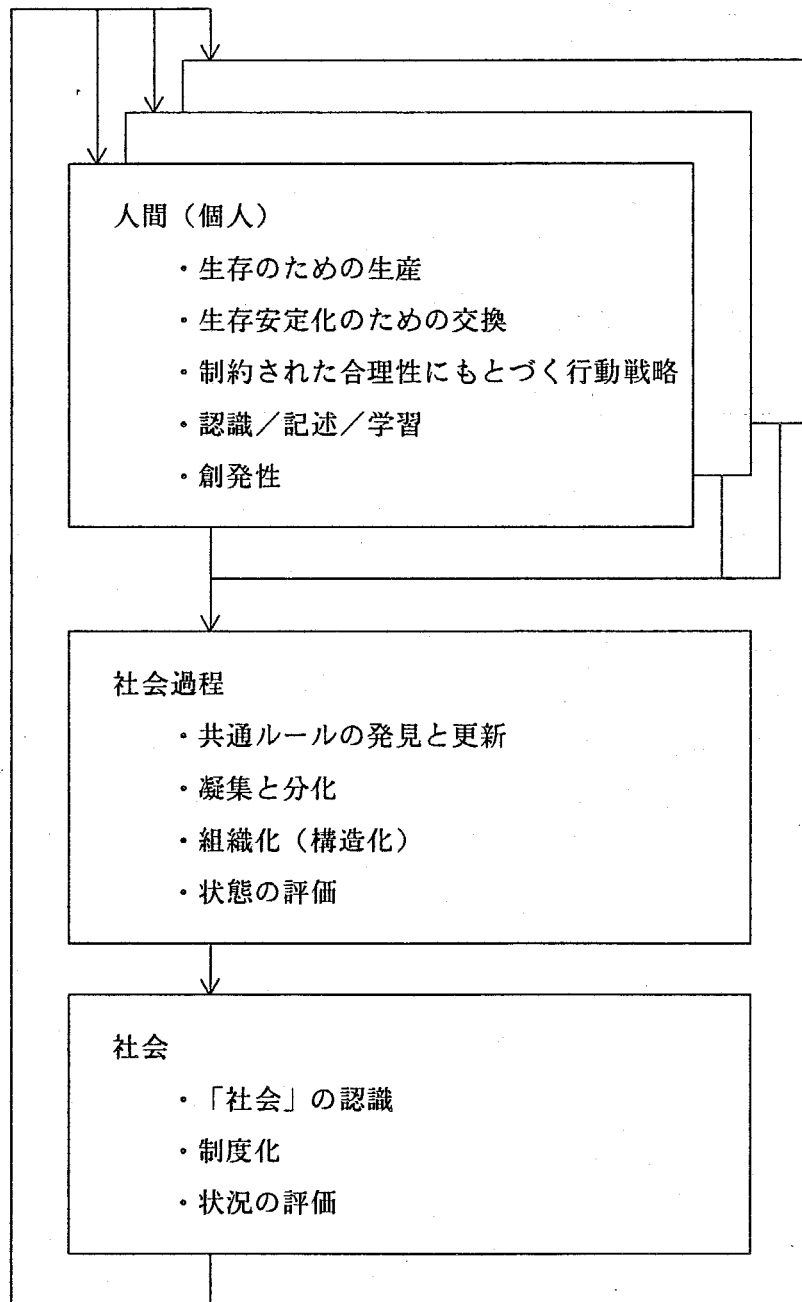 人間（個人）
・生存のための生産
・生存安定化のための交換
・制約された合理性にもとづく行動戦略
・認識／記述／学習
・創発性
社会過程
・共通ルールの発見と更新
・凝集と分化
・組織化（構造化）
・状態の評価
社会
・「社会」の認識
・制度化
・状況の評価